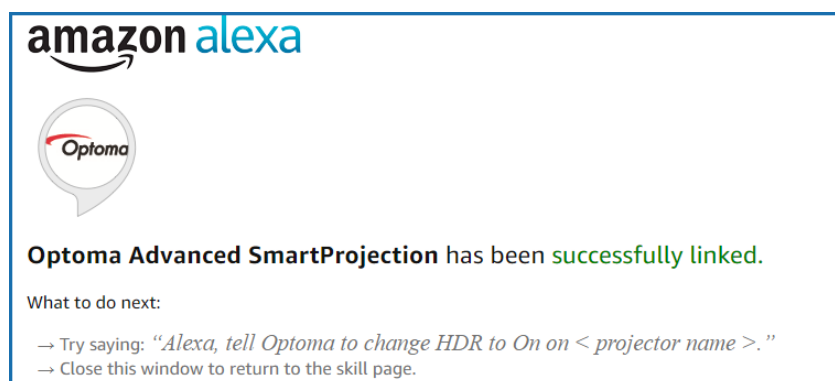 amazon alexa
Optoma
Optoma Advanced SmartProjection has been successfully linked.
What to do next:
→ Try saying: “Alexa, tell Optoma to change HDR to On on < projector name >.”
→ Close this window to return to the skill page.